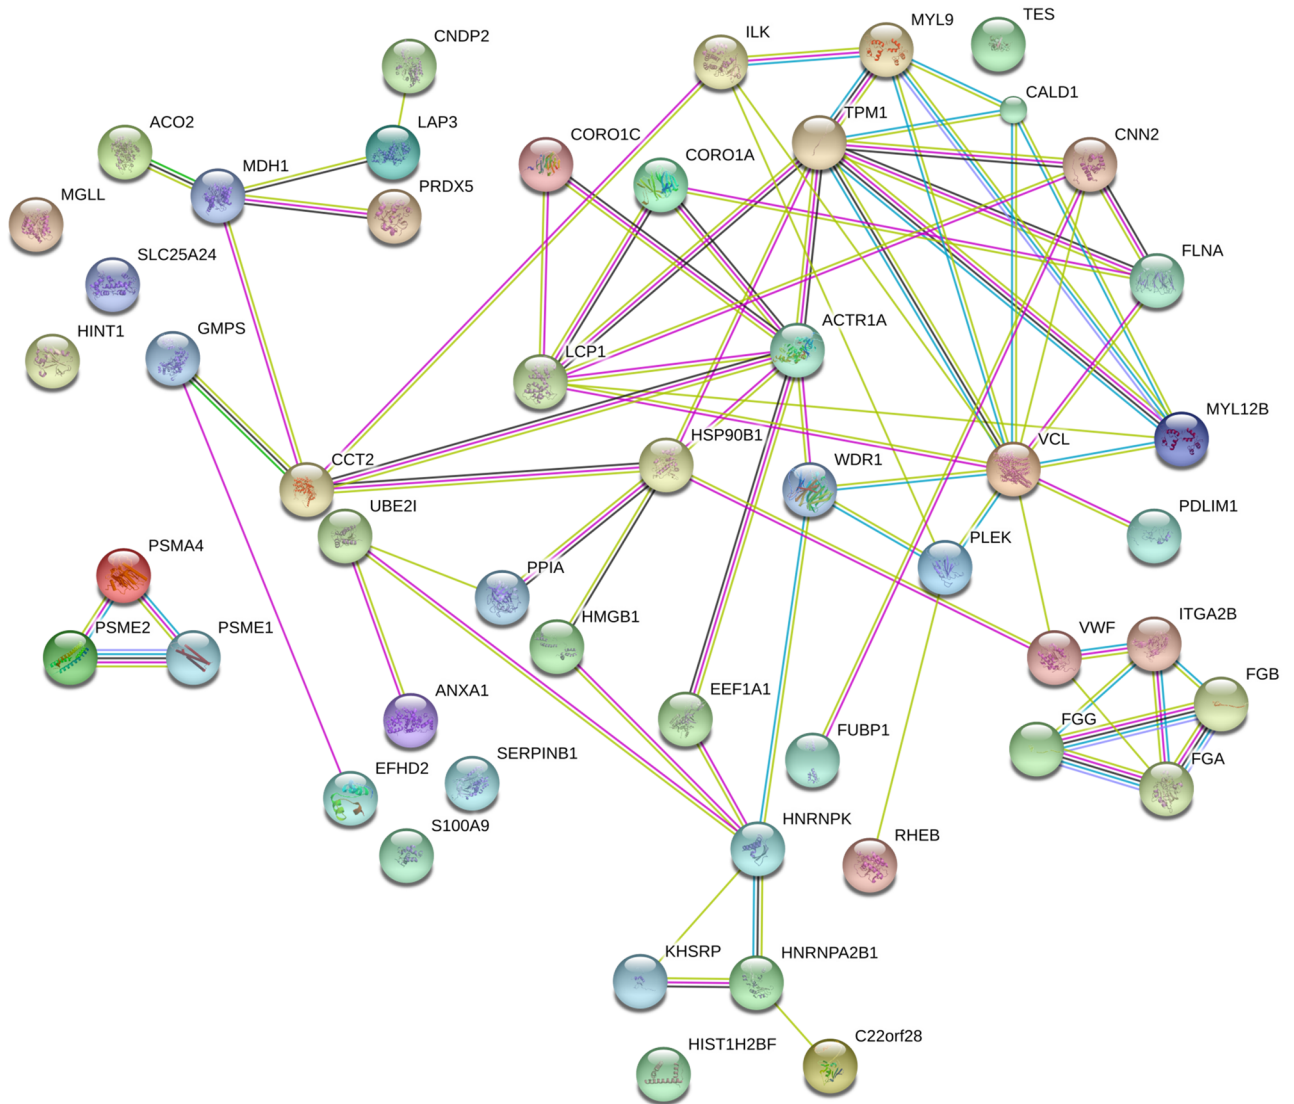 TES
MYL9
ILK
CNDP2
CALD1
TPM1
ACO2
LAP3
CORO1C
CNN2
CORO1A
MDH1
PRDX5
MGLL
SLC25A24
FLNA
ACTR1A
HINT1
GMPS
LCP1
MYL12B
HSP90B1
VCL
WDR1
CCT2
UBE2I
PDLIM1
PLEK
PSMA4
PPIA
HMGB1
ITGA2B
PSME2
PSME1
VWF
FGB
ANXA1
EEF1A1
FGG
FUBP1
SERPINB1
FGA
EFHD2
HNRNPK
S100A9
RHEB
KHSRP
HNRNPA2B1
C22orf28
HIST1H2BF